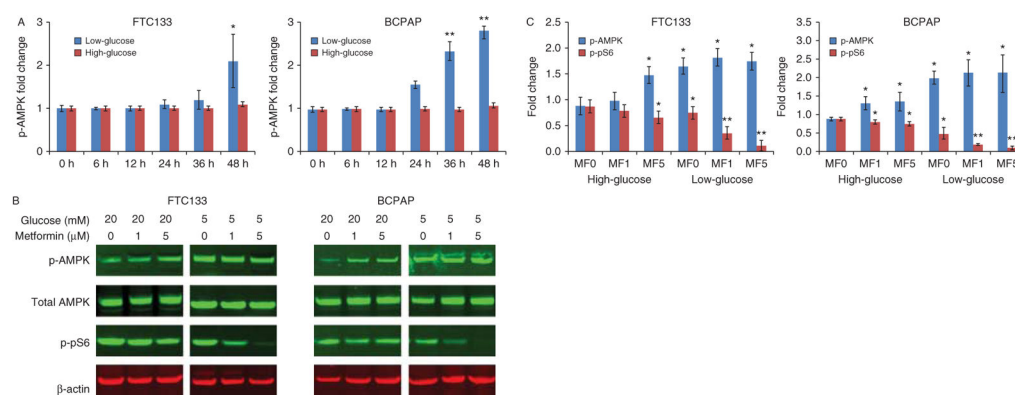 A
FTC133
p-AMPK fold change
3
2
1
0
Low-glucose
High-glucose
*
0 h 6 h 12 h 24 h 36 h 48 h
BCPAP
p-AMPK fold change
3
2
1
0
Low-glucose
High-glucose
** **
0 h 6 h 12 h 24 h 36 h 48 h
B
FTC133 BCPAP
Glucose (mM) 20 20 20 5 5 5 20 20 20 5 5 5
Metformin (µM) 0 1 5 0 1 5 0 1 5 0 1 5
p-AMPK
Total AMPK
p-pS6
β-actin
C
FTC133
Fold change
2.5
2.0
1.5
1.0
0.5
0.0
p-AMPK
p-pS6
* * * * * ** * **
MF0 MF1 MF5 MF0 MF1 MF5
High-glucose Low-glucose
BCPAP
Fold change
3.5
3.0
2.5
2.0
1.5
1.0
0.5
0.0
p-AMPK
p-pS6
* * * * * * * ** * **
MF0 MF1 MF5 MF0 MF1 MF5
High-glucose Low-glucose